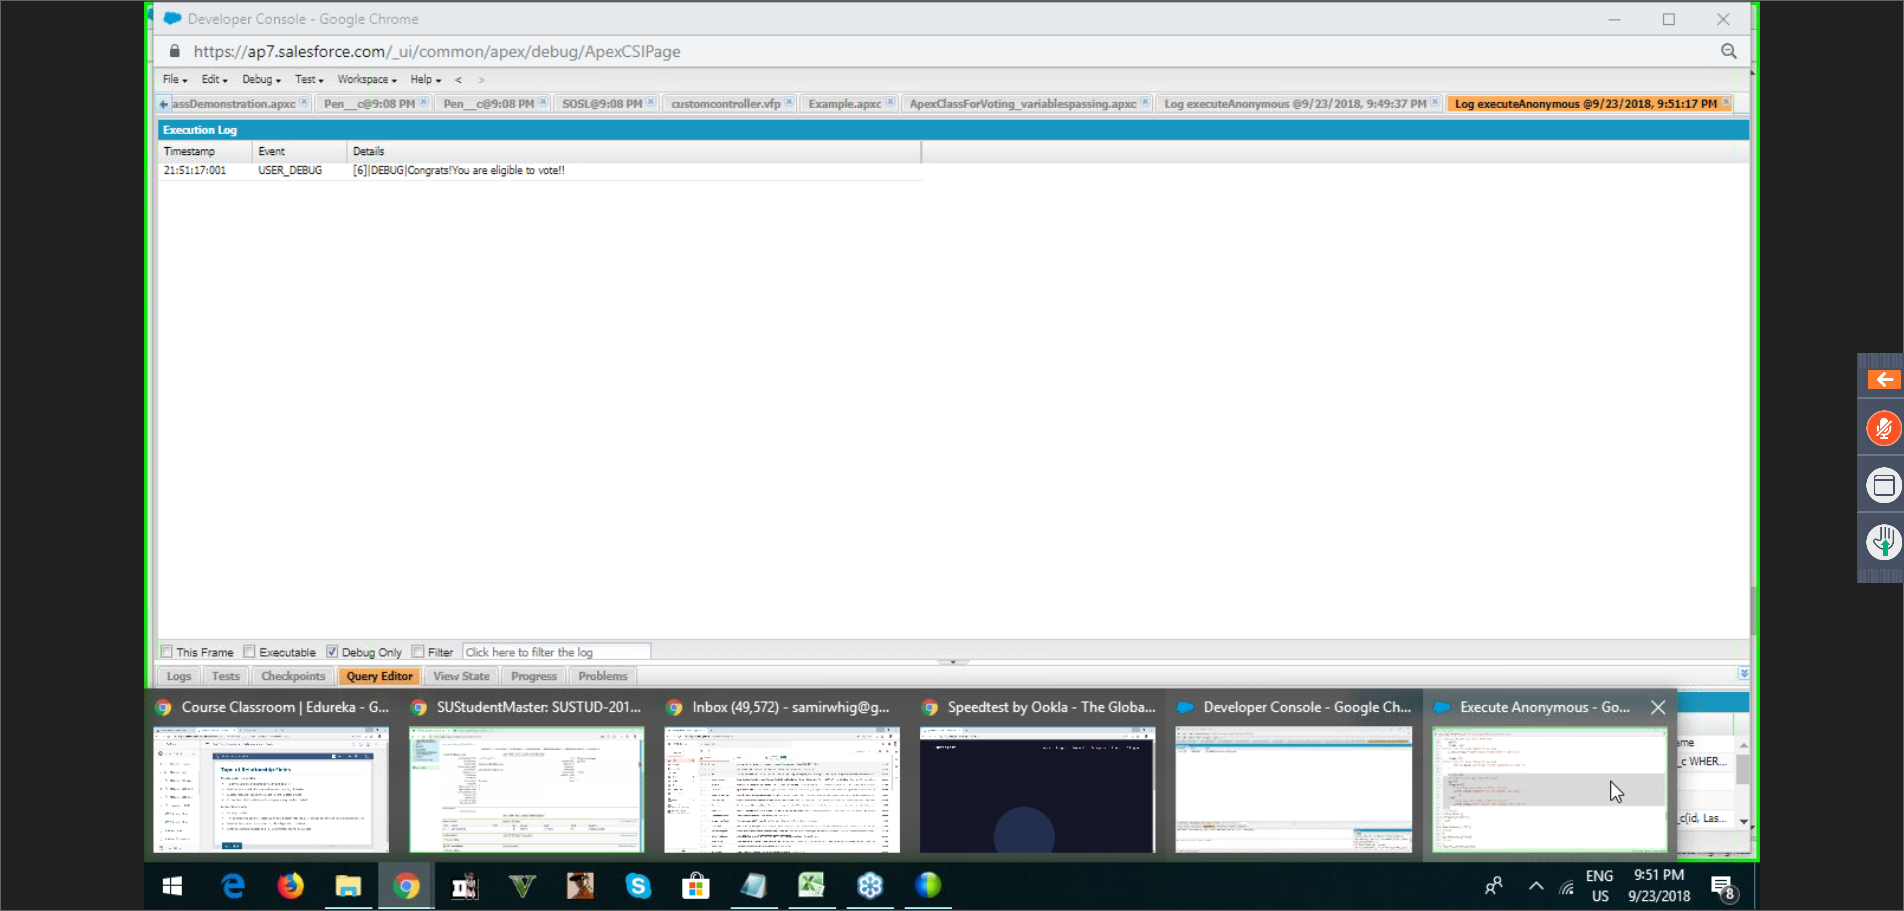 Developer Console - Google Chrome
https://ap7.salesforce.com/_ui/common/apex/debug/ApexCSIPage
File Edit Debug Test Workspace Help < >
assDemonstration.apxc Pen__c@9:08 PM Pen__c@9:08 PM SOSL@9:08 PM customcontroller.vfp Example.apxc ApexClassForVoting_variablespassing.apxc Log executeAnonymous @9/23/2018, 9:49:37 PM Log executeAnonymous @9/23/2018, 9:51:17 PM
Execution Log
Timestamp Event Details
21:51:17:001 USER_DEBUG [6]|DEBUG|Congrats!You are eligible to vote!!
This Frame Executable Debug Only Filter Click here to filter the log
Logs Tests Checkpoints Query Editor View State Progress Problems
Course Classroom | Edureka - G... SUStudentMaster: SUSTUD-201... Inbox (49,572) - samirwhig@g... Speedtest by Ookla - The Globa... Developer Console - Google Ch... Execute Anonymous - Go...
ame
_c WHER...
_c(id, Las...
Type of Relationship Fields
ENG 9:51 PM
US 9/23/2018 8